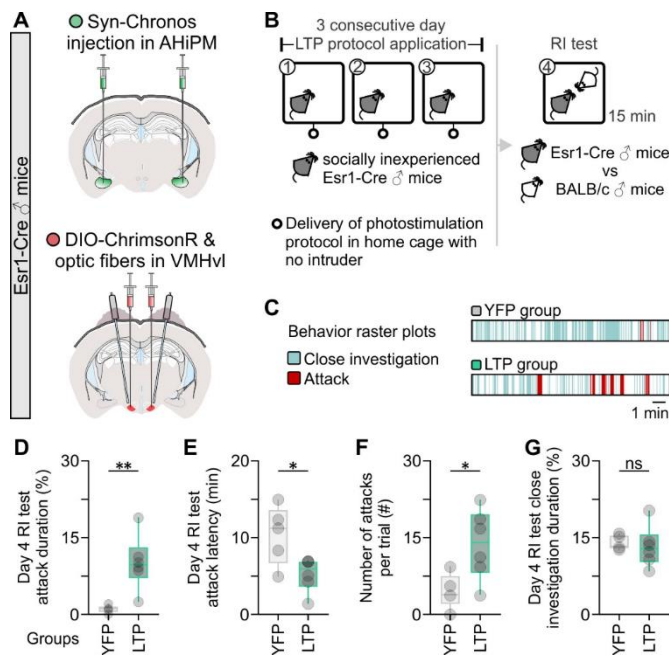 A
Esr1-Cre ♂ mice
Syn-Chronos
injection in AHiPM
DIO-ChrimsonR &
optic fibers in VMHvl
B
3 consecutive day
LTP protocol application
1
2
3
socially inexperienced
Esr1-Cre ♂ mice
Delivery of photostimulation
protocol in home cage with
no intruder
RI test
4
15 min
Esr1-Cre ♂ mice
vs
BALB/c ♂ mice
C
Behavior raster plots
Close investigation
Attack
YFP group
LTP group
1 min
D
Day 4 RI test
attack duration (%)
30
15
0
**
Groups
YFP
LTP
E
Day 4 RI test
attack latency (min)
20
10
0
*
YFP
LTP
F
Number of attacks
per trial (#)
30
15
0
*
YFP
LTP
G
Day 4 RI test close
investigation duration (%)
30
15
0
ns
YFP
LTP